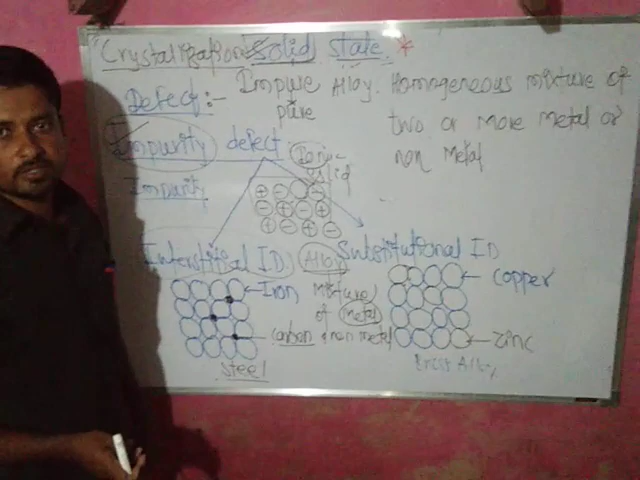 Crystallization Solid state *
Defect :- Impure Alloy. Homogeneous mixture of
pure two or more metal or
Impurity defect Ionic non Metal
Impurity Solid
+ -  -
- + - +
+ - + -
Interstitial I D. Alloy Substitutional ID
Iron mixture copper
of metal
carbon & non metal zinc
steel Brass Alloy